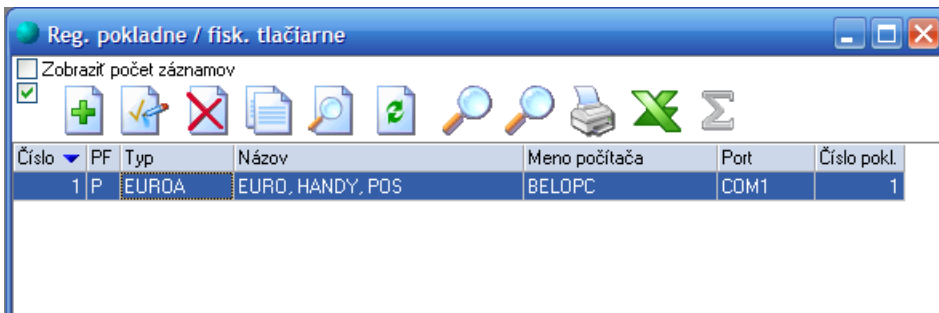 Reg. pokladne / fisk. tlačiarne
Zobraziť počet záznamov
Číslo PF Typ Názov Meno počítača Port Číslo pokl.
1 P EUROA EURO, HANDY, POS BELOPC COM1 1